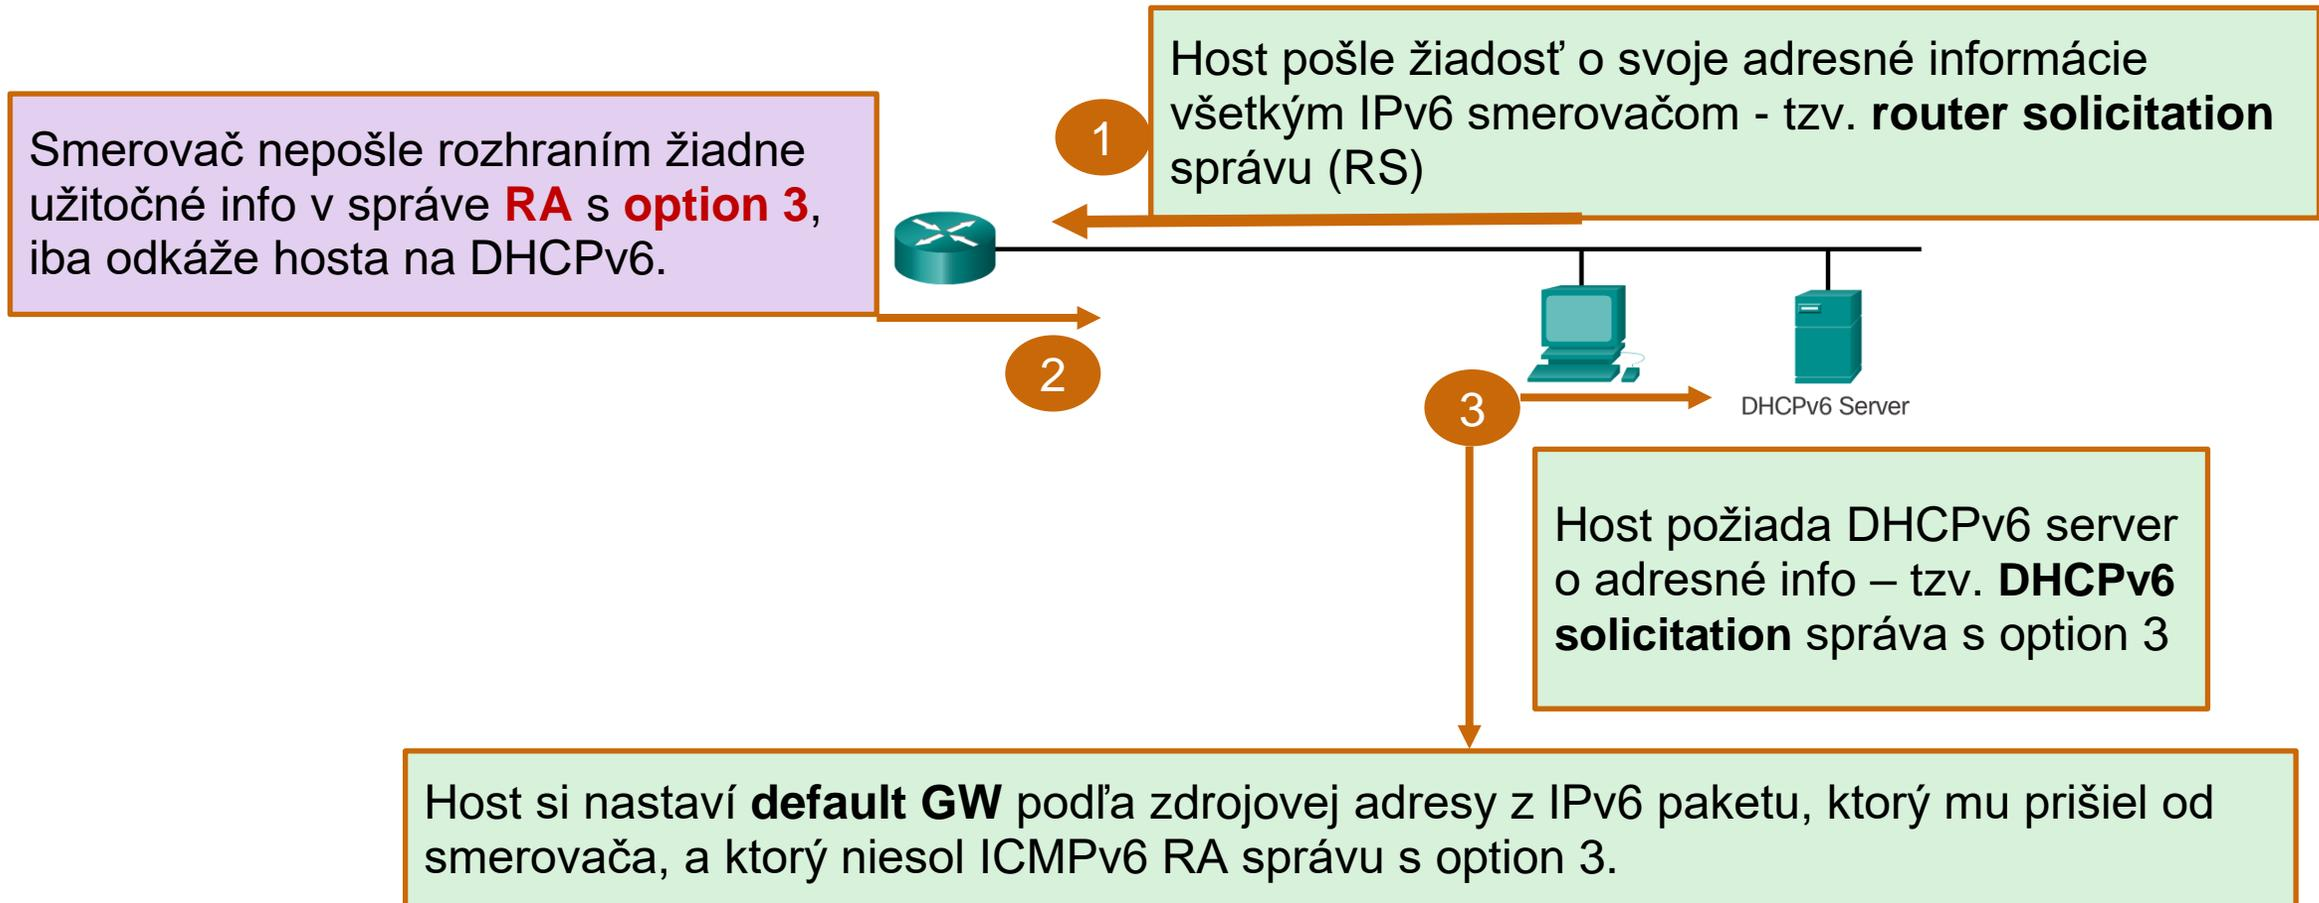 1
Host pošle žiadosť o svoje adresné informácie
všetkým IPv6 smerovačom - tzv. router solicitation
správu (RS)
Smerovač nepošle rozhraním žiadne
užitočné info v správe RA s option 3,
iba odkáže hosta na DHCPv6.
2
3
DHCPv6 Server
Host požiada DHCPv6 server
o adresné info – tzv. DHCPv6
solicitation správa s option 3
Host si nastaví default GW podľa zdrojovej adresy z IPv6 paketu, ktorý mu prišiel od
smerovača, a ktorý niesol ICMPv6 RA správu s option 3.